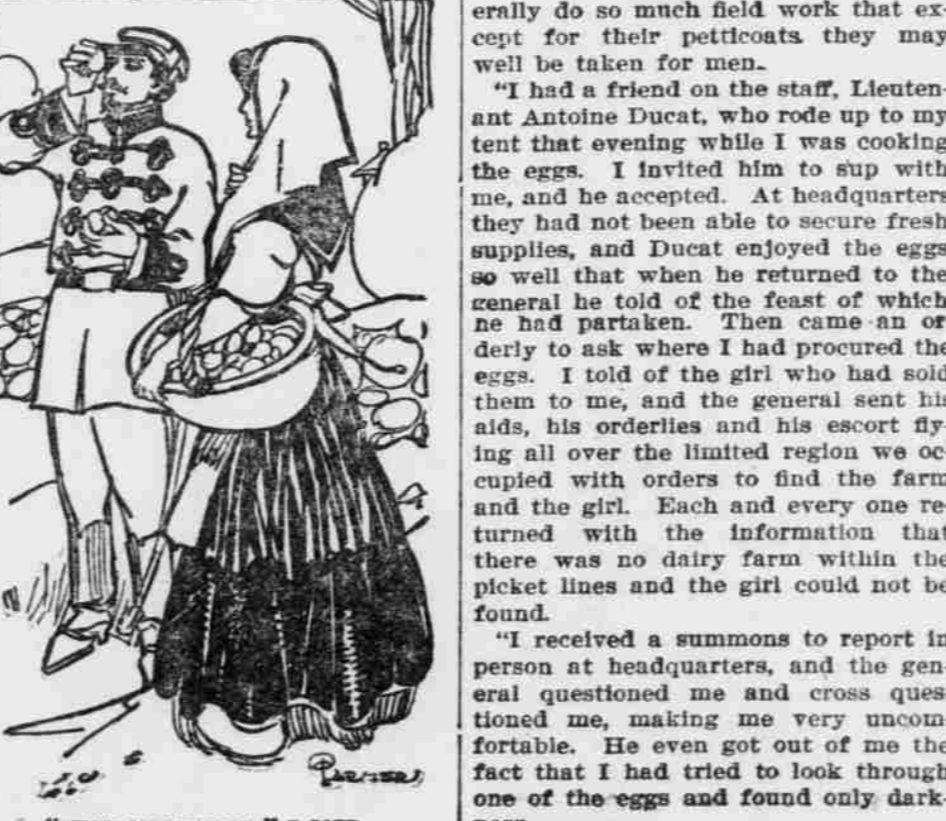 erally do so much field work that ex-
cept for their petticoats they may
well be taken for men.
"I had a friend on the staff, Lieuten-
ant Antoine Ducat, who rode up to my
tent that evening while I was cooking
the eggs. I invited him to sup with
me, and he accepted. At headquarters
they had not been able to secure fresh
supplies, and Ducat enjoyed the eggs
so well that when he returned to the
general he told of the feast of which
he had partaken. Then came an or-
derly to ask where I had procured the
eggs. I told of the girl who had sold
them to me, and the general sent his
aids, his orderlies and his escort fly-
ing all over the limited region we oc-
cupied with orders to find the farm
and the girl. Each and every one re-
turned with the information that
there was no dairy farm within the
picket lines and the girl could not be
found.
"I received a summons to report in
person at headquarters, and the gen-
eral questioned me and cross ques-
tioned me, making me very uncom-
fortable. He even got out of me the
fact that I had tried to look through
one of the eggs and found only dark-